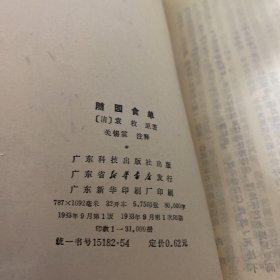 随园食单
〔清〕袁枚 原著
关锡霖 注释
*
广东科技出版社出版
广东省新华书店发行
广东新华印刷厂印刷
787×1092毫米 32开本 5.75印张 80,000字
1983年9月第1版 1983年9月第1次印刷
印数1—31,000册
统一书号15182·54 定价0.62元